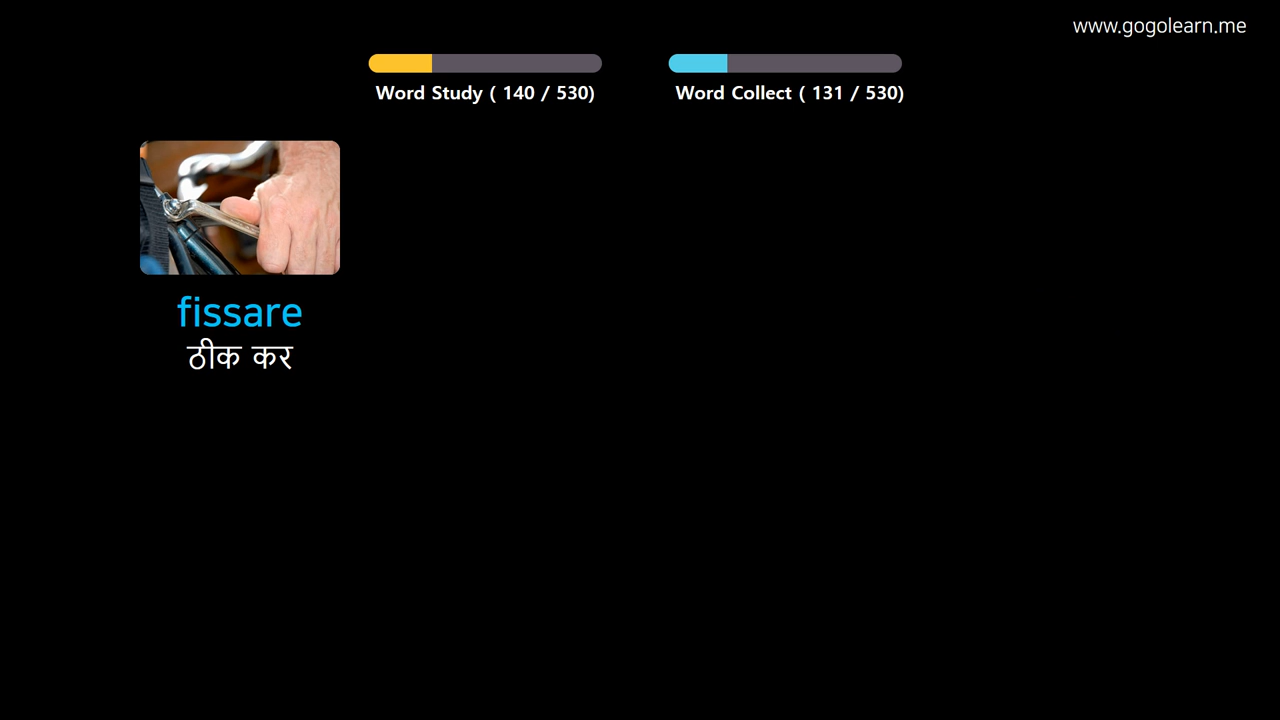 www.gogolearn.me
Word Study ( 140 / 530)
Word Collect ( 131 / 530)
fissare
ठीक कर